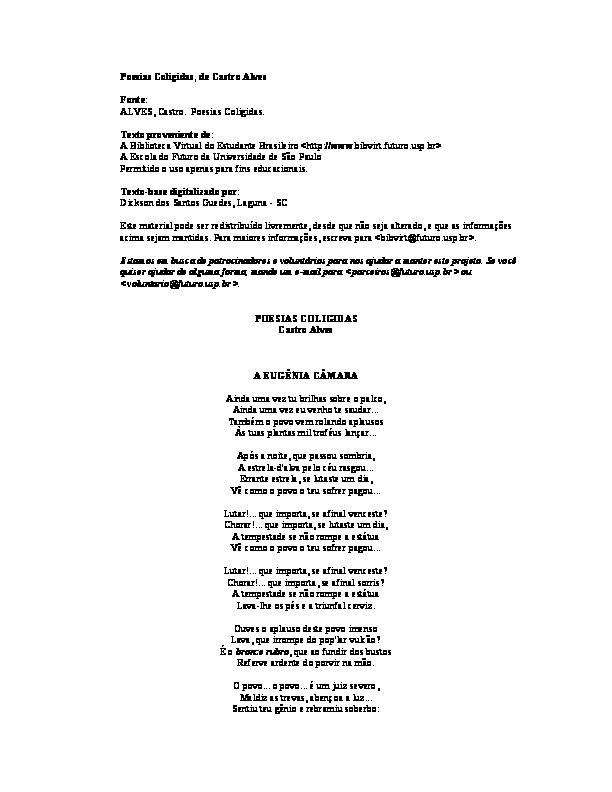 Poesias Coligidas, de Castro Alves
Fonte:
ALVES, Castro. Poesias Coligidas.
Texto proveniente de:
A Biblioteca Virtual do Estudante Brasileiro <http://www.bibvirt.futuro.usp.br>
A Escola do Futuro da Universidade de São Paulo
Permitido o uso apenas para fins educacionais.
Texto-base digitalizado por:
Dickson dos Santos Guedes, Laguna - SC
Este material pode ser redistribuído livremente, desde que não seja alterado, e que as informações
acima sejam mantidas. Para maiores informações, escreva para <bibvirt@futuro.usp.br>.
Estamos em busca de patrocinadores e voluntários para nos ajudar a manter este projeto. Se você
quiser ajudar de alguma forma, mande um e-mail para <parceiros@futuro.usp.br> ou
<voluntario@futuro.usp.br>.
POESIAS COLIGIDAS
Castro Alves
A EUGÊNIA CÂMARA
Ainda uma vez tu brilhas sobre o palco,
Ainda uma vez eu venho te saudar...
Também o povo vem rolando aplausos
Às tuas plantas mil troféus lançar...
Após a noite, que passou sombria,
A estrela-d'alva pelo céu rasgou...
Errante estrela, se lutaste um dia,
Vê como o povo o teu sofrer pagou...
Lutar!... que importa, se afinal venceste?
Chorar!... que importa, se lutaste um dia,
A tempestade se não rompe a estátua
Vê como o povo o teu sofrer pagou...
Lutar!... que importa, se afinal venceste?
Chorar!... que importa, se afinal sorris?
A tempestade se não rompe a estátua
Lava-lhe os pés e a triunfal cerviz.
Ouves o aplauso deste povo imenso
Lava, que irrompe do pop'lar vulcão?
É o bronze rubro, que ao fundir dos bustos
Referve ardente do porvir na mão.
O povo... o povo... é um juiz severo,
Maldiz as trevas, abençoa a luz...
Sentiu teu gênio e rebramiu soberbo: